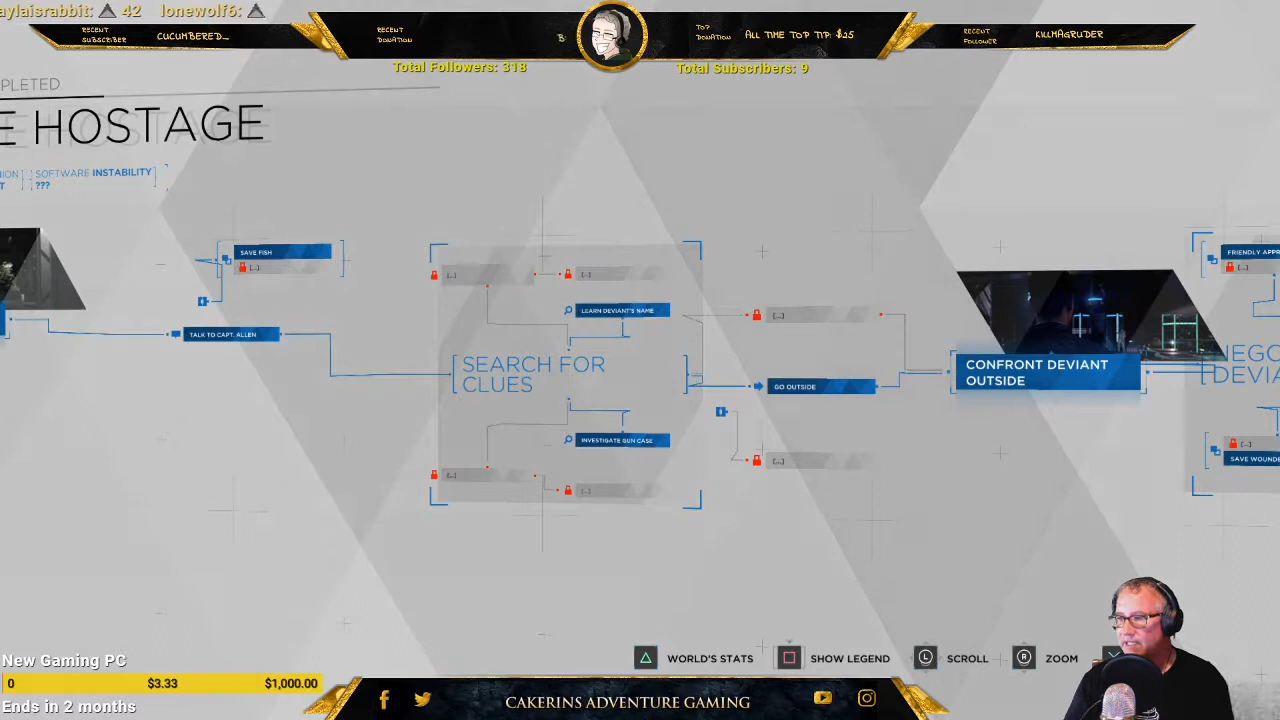 aylaisrabbit: 42 lonewolf6:
RECENT
SUBSCRIBER
CUCUMBERED_
RECENT
DONATION
B:
TOP
DONATION
ALL TIME TOP TIP: $25
RECENT
FOLLOWER
KILLMAGRUDER
Total Followers: 318
Total Subscribers: 9
PLETED
E HOSTAGE
ION
T
SOFTWARE INSTABILITY
???
SAVE FISH
[...]
TALK TO CAPT. ALLEN
[...]
[...]
LEARN DEVIANT'S NAME
SEARCH FOR
CLUES
INVESTIGATE GUN CASE
[...]
[...]
[...]
GO OUTSIDE
[...]
CONFRONT DEVIANT
OUTSIDE
FRIENDLY APPR
[...]
NEGO
DEVIA
[...]
SAVE WOUNDE
WORLD'S STATS
SHOW LEGEND
L
SCROLL
R
ZOOM
New Gaming PC
0 $3.33 $1,000.00
Ends in 2 months
CAKERINS ADVENTURE GAMING